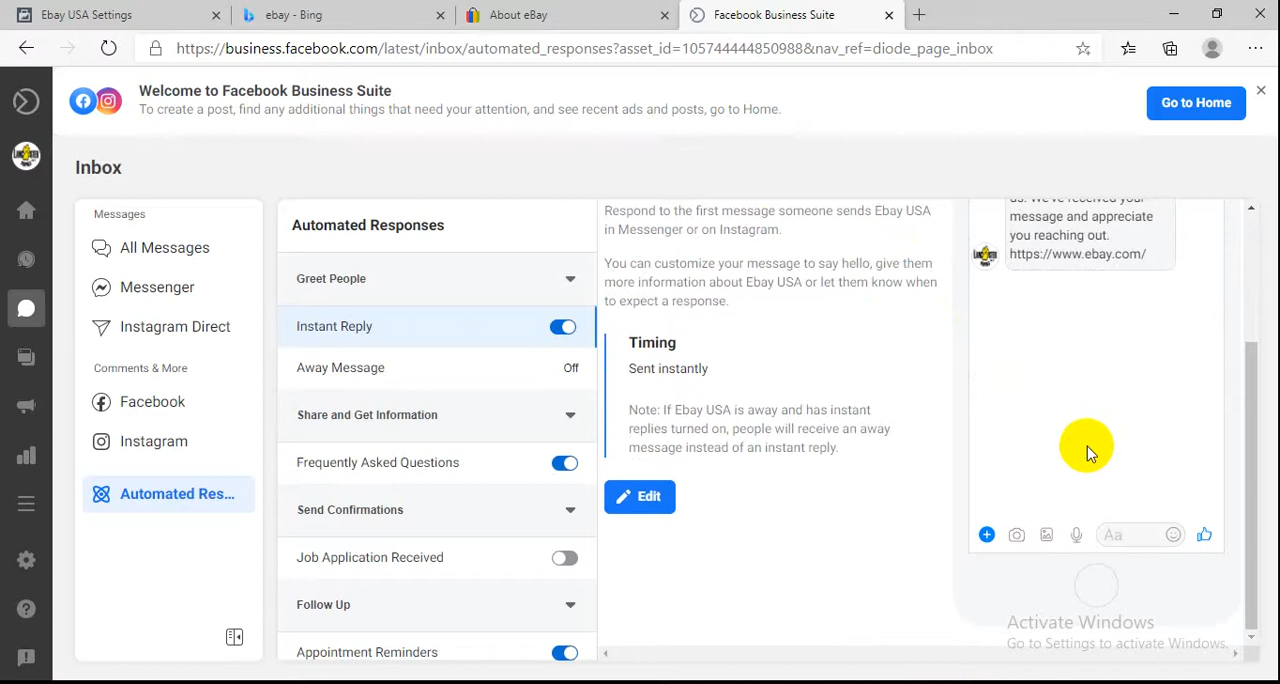 Ebay USA Settings
ebay - Bing
About eBay
Facebook Business Suite
https://business.facebook.com/latest/inbox/automated_responses?asset_id=105744444850988&nav_ref=diode_page_inbox
Welcome to Facebook Business Suite
To create a post, find any additional things that need your attention, and see recent ads and posts, go to Home.
Go to Home
Inbox
Messages
All Messages
Messenger
Instagram Direct
Comments & More
Facebook
Instagram
Automated Res...
Automated Responses
Greet People
Instant Reply
Away Message
Off
Share and Get Information
Frequently Asked Questions
Send Confirmations
Job Application Received
Follow Up
Appointment Reminders
Respond to the first message someone sends Ebay USA
in Messenger or on Instagram.
You can customize your message to say hello, give them
more information about Ebay USA or let them know when
to expect a response.
Timing
Sent instantly
Note: If Ebay USA is away and has instant
replies turned on, people will receive an away
message instead of an instant reply.
Edit
us. We've received your
message and appreciate
you reaching out.
https://www.ebay.com/
Aa
Activate Windows
Go to Settings to activate Windows.